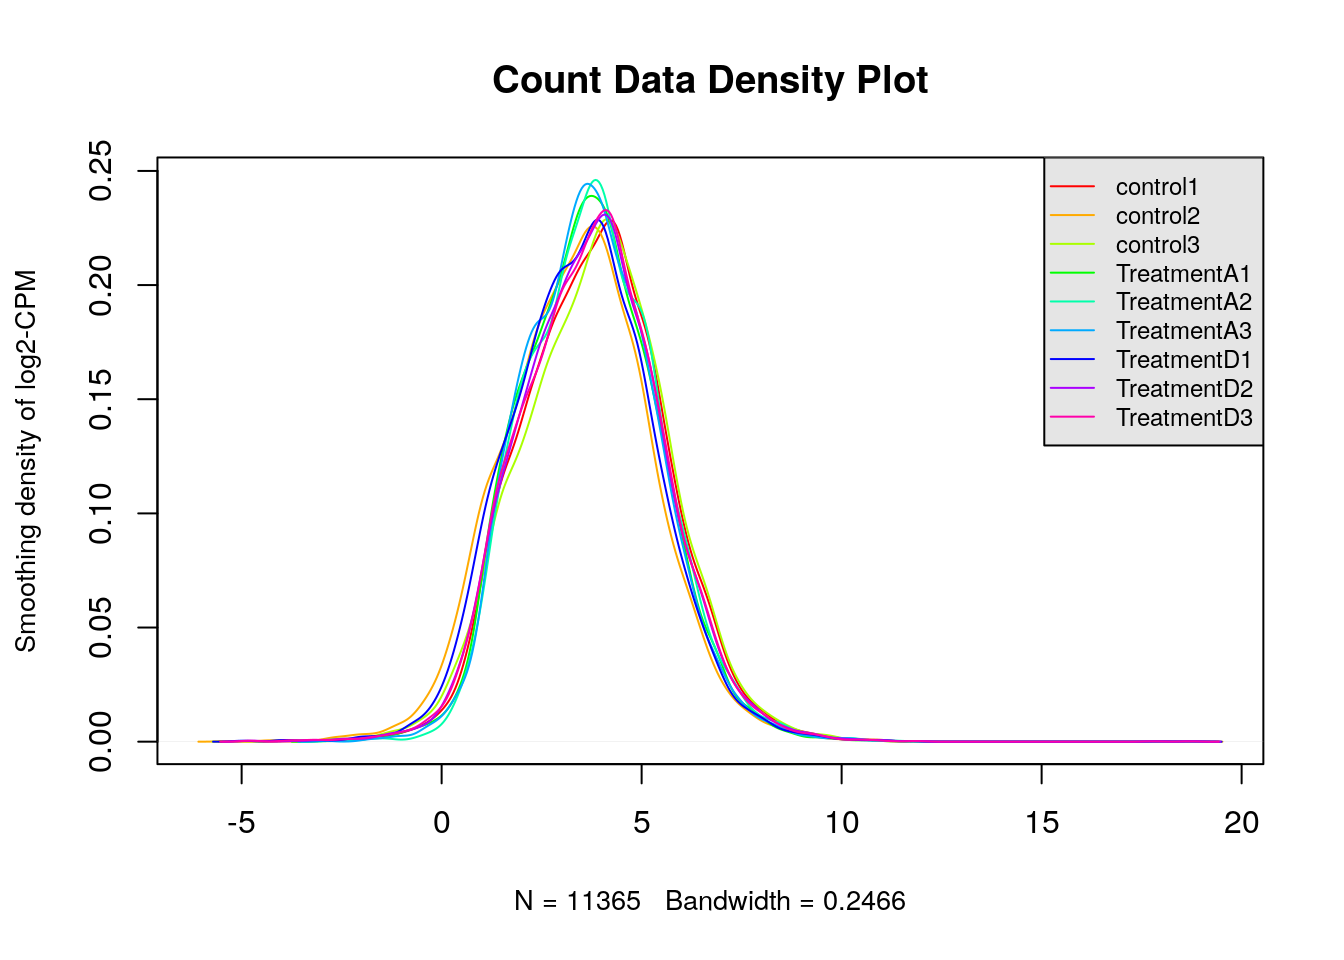 Count Data Density Plot
Smoothing density of log2-CPM
0.25
0.20
0.15
0.10
0.05
0.00
control1
control2
control3
TreatmentA1
TreatmentA2
TreatmentA3
TreatmentD1
TreatmentD2
TreatmentD3
-5 0 5 10 15 20
N = 11365 Bandwidth = 0.2466